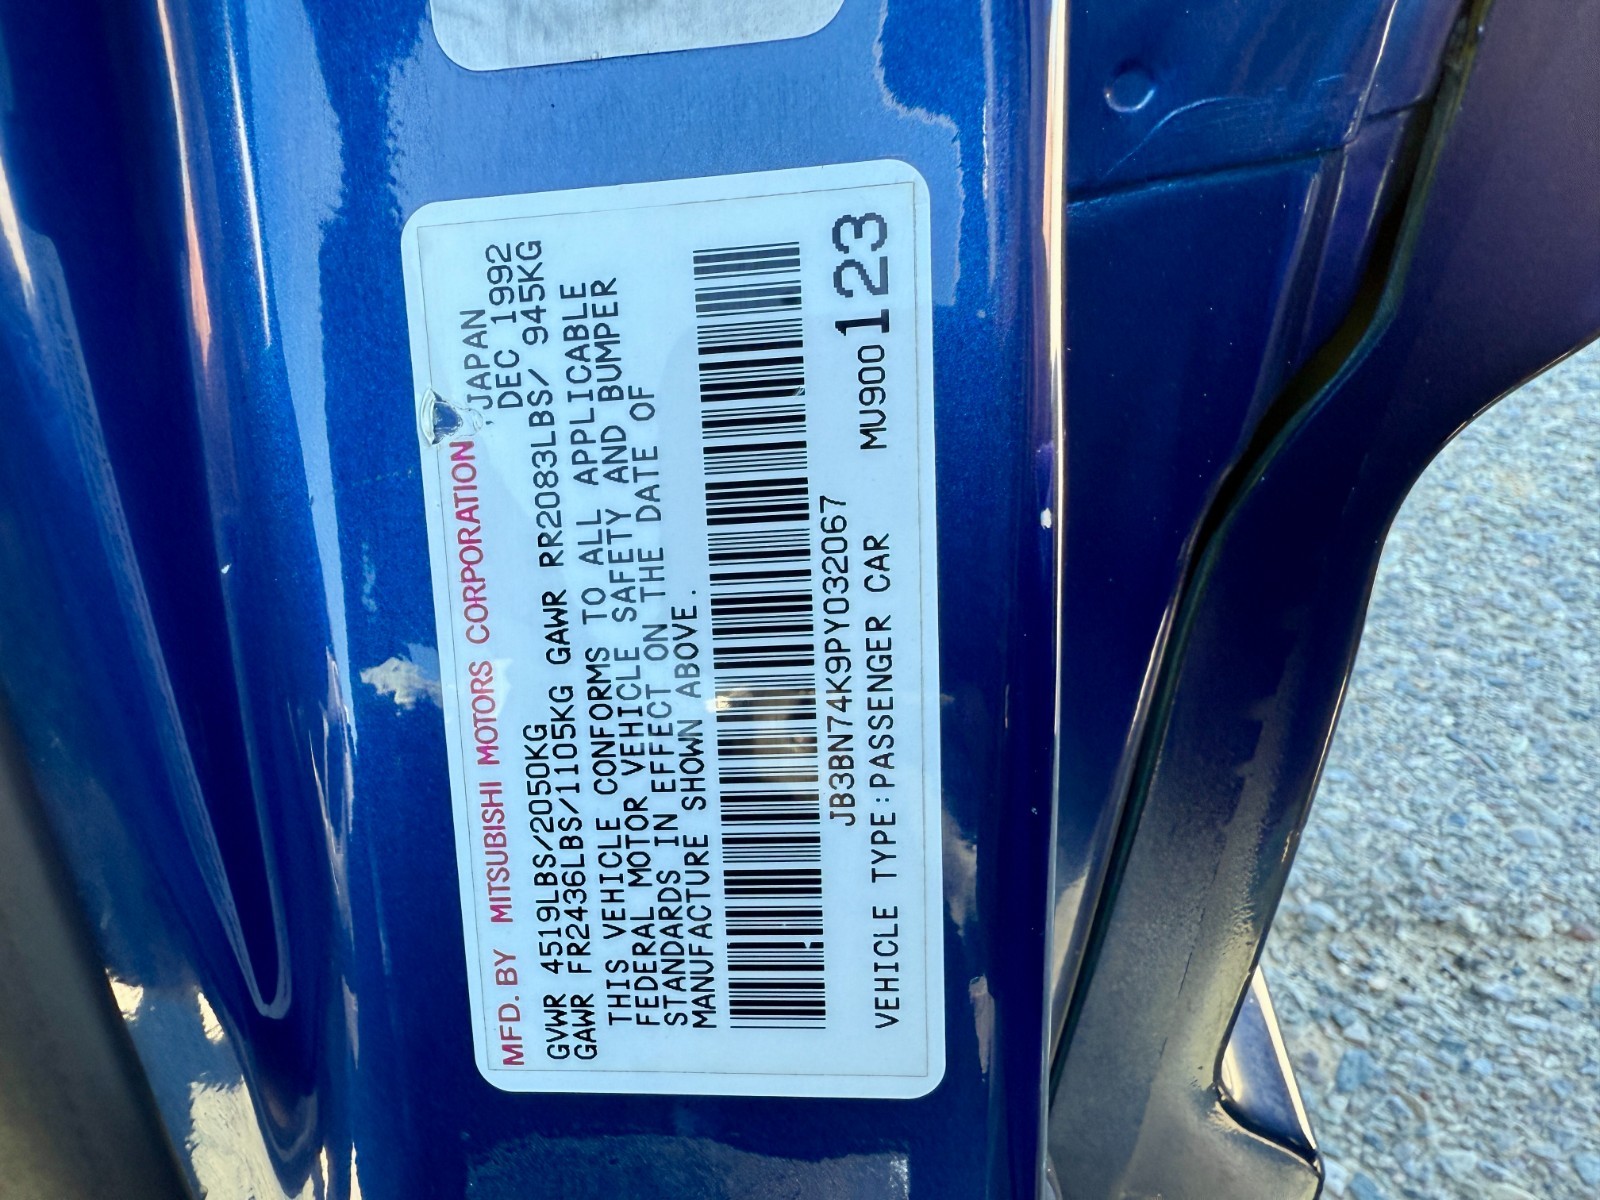 MFD. BY MITSUBISHI MOTORS CORPORATION, JAPAN
DEC 1992
GVWR 4519LBS/2050KG
GAWR FR2436LBS/1105KG GAWR RR2083LBS/ 945KG
THIS VEHICLE CONFORMS TO ALL APPLICABLE
FEDERAL MOTOR VEHICLE SAFETY AND BUMPER
STANDARDS IN EFFECT ON THE DATE OF
MANUFACTURE SHOWN ABOVE.
JB3BN74K9PY032067
VEHICLE TYPE:PASSENGER CAR MU900123